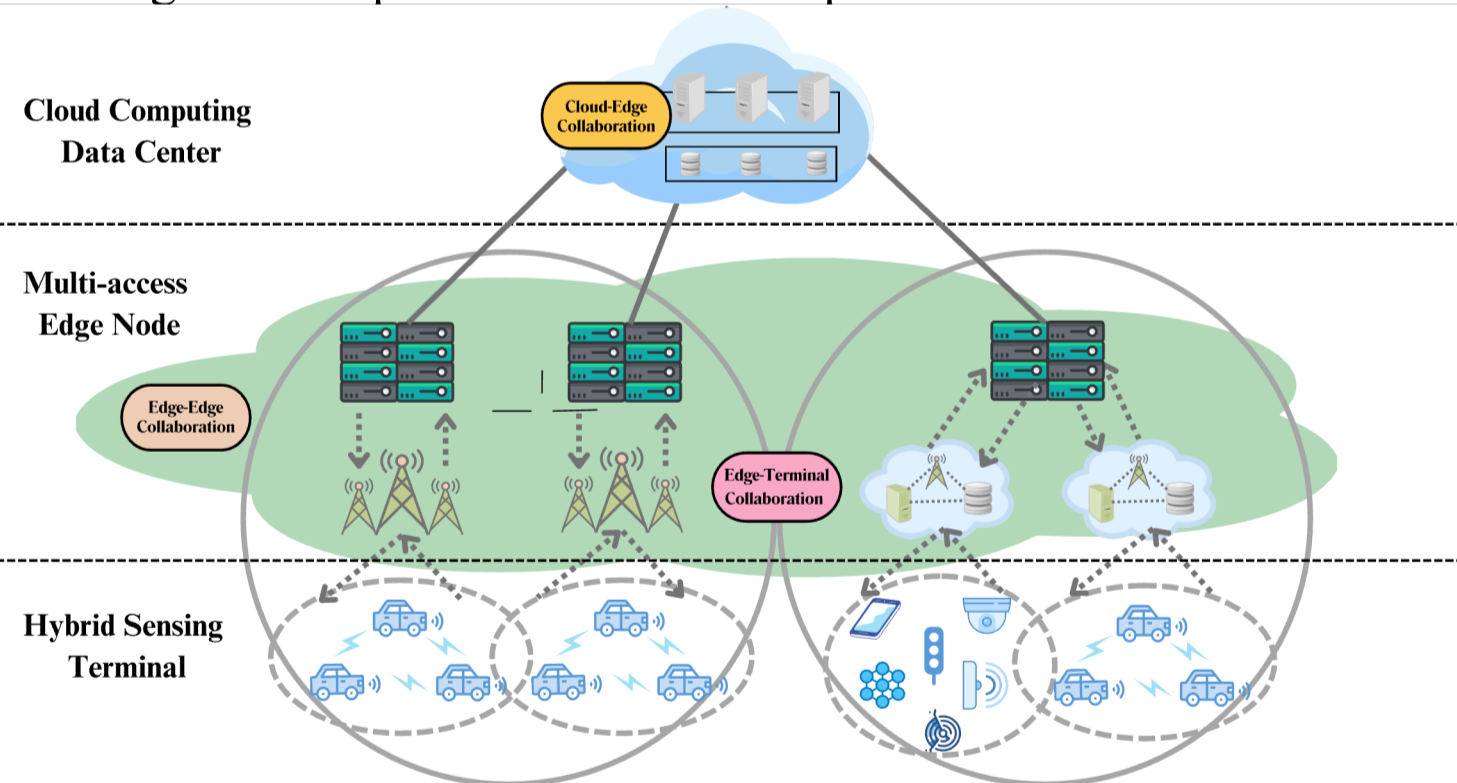 Cloud Computing
Data Center
Cloud-Edge
Collaboration
Multi-access
Edge Node
Edge-Edge
Collaboration
Edge-Terminal
Collaboration
Hybrid Sensing
Terminal